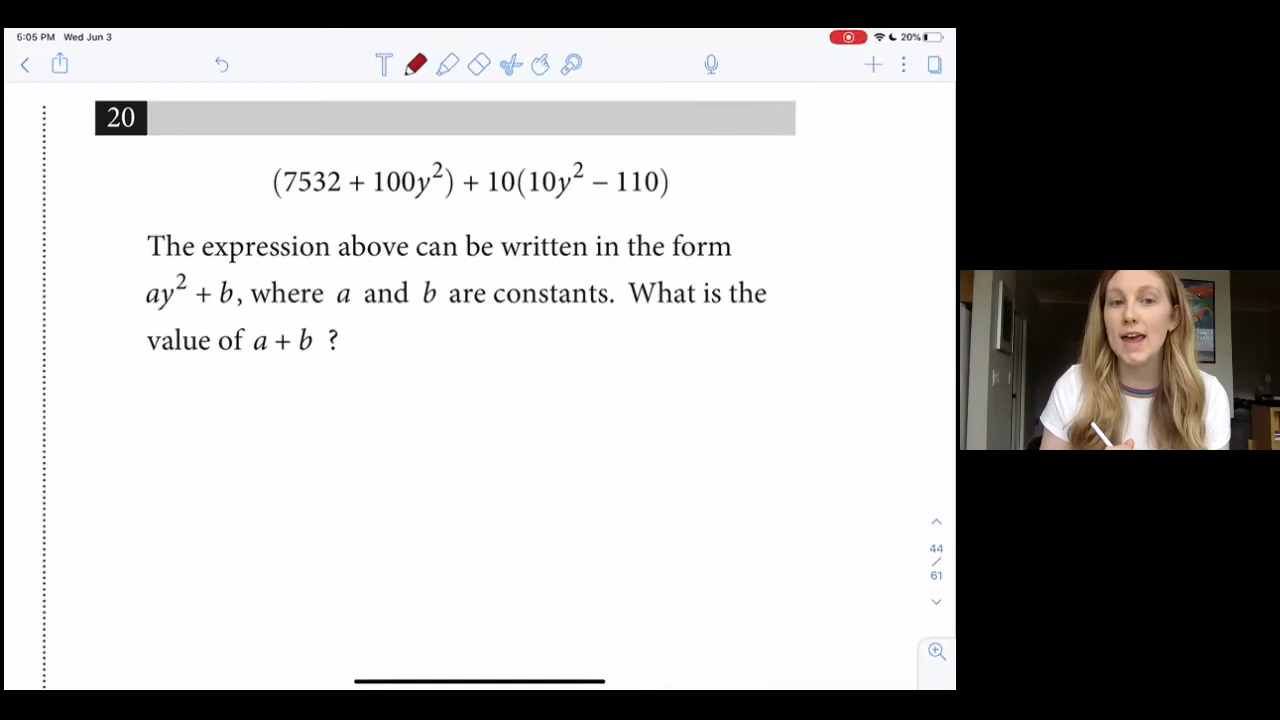 5:05 PM Wed Jun 3
20%
T
20
(7532 + 100y²) + 10(10y² – 110)
The expression above can be written in the form
ay² + b, where a and b are constants. What is the
value of a + b ?
44
/
61